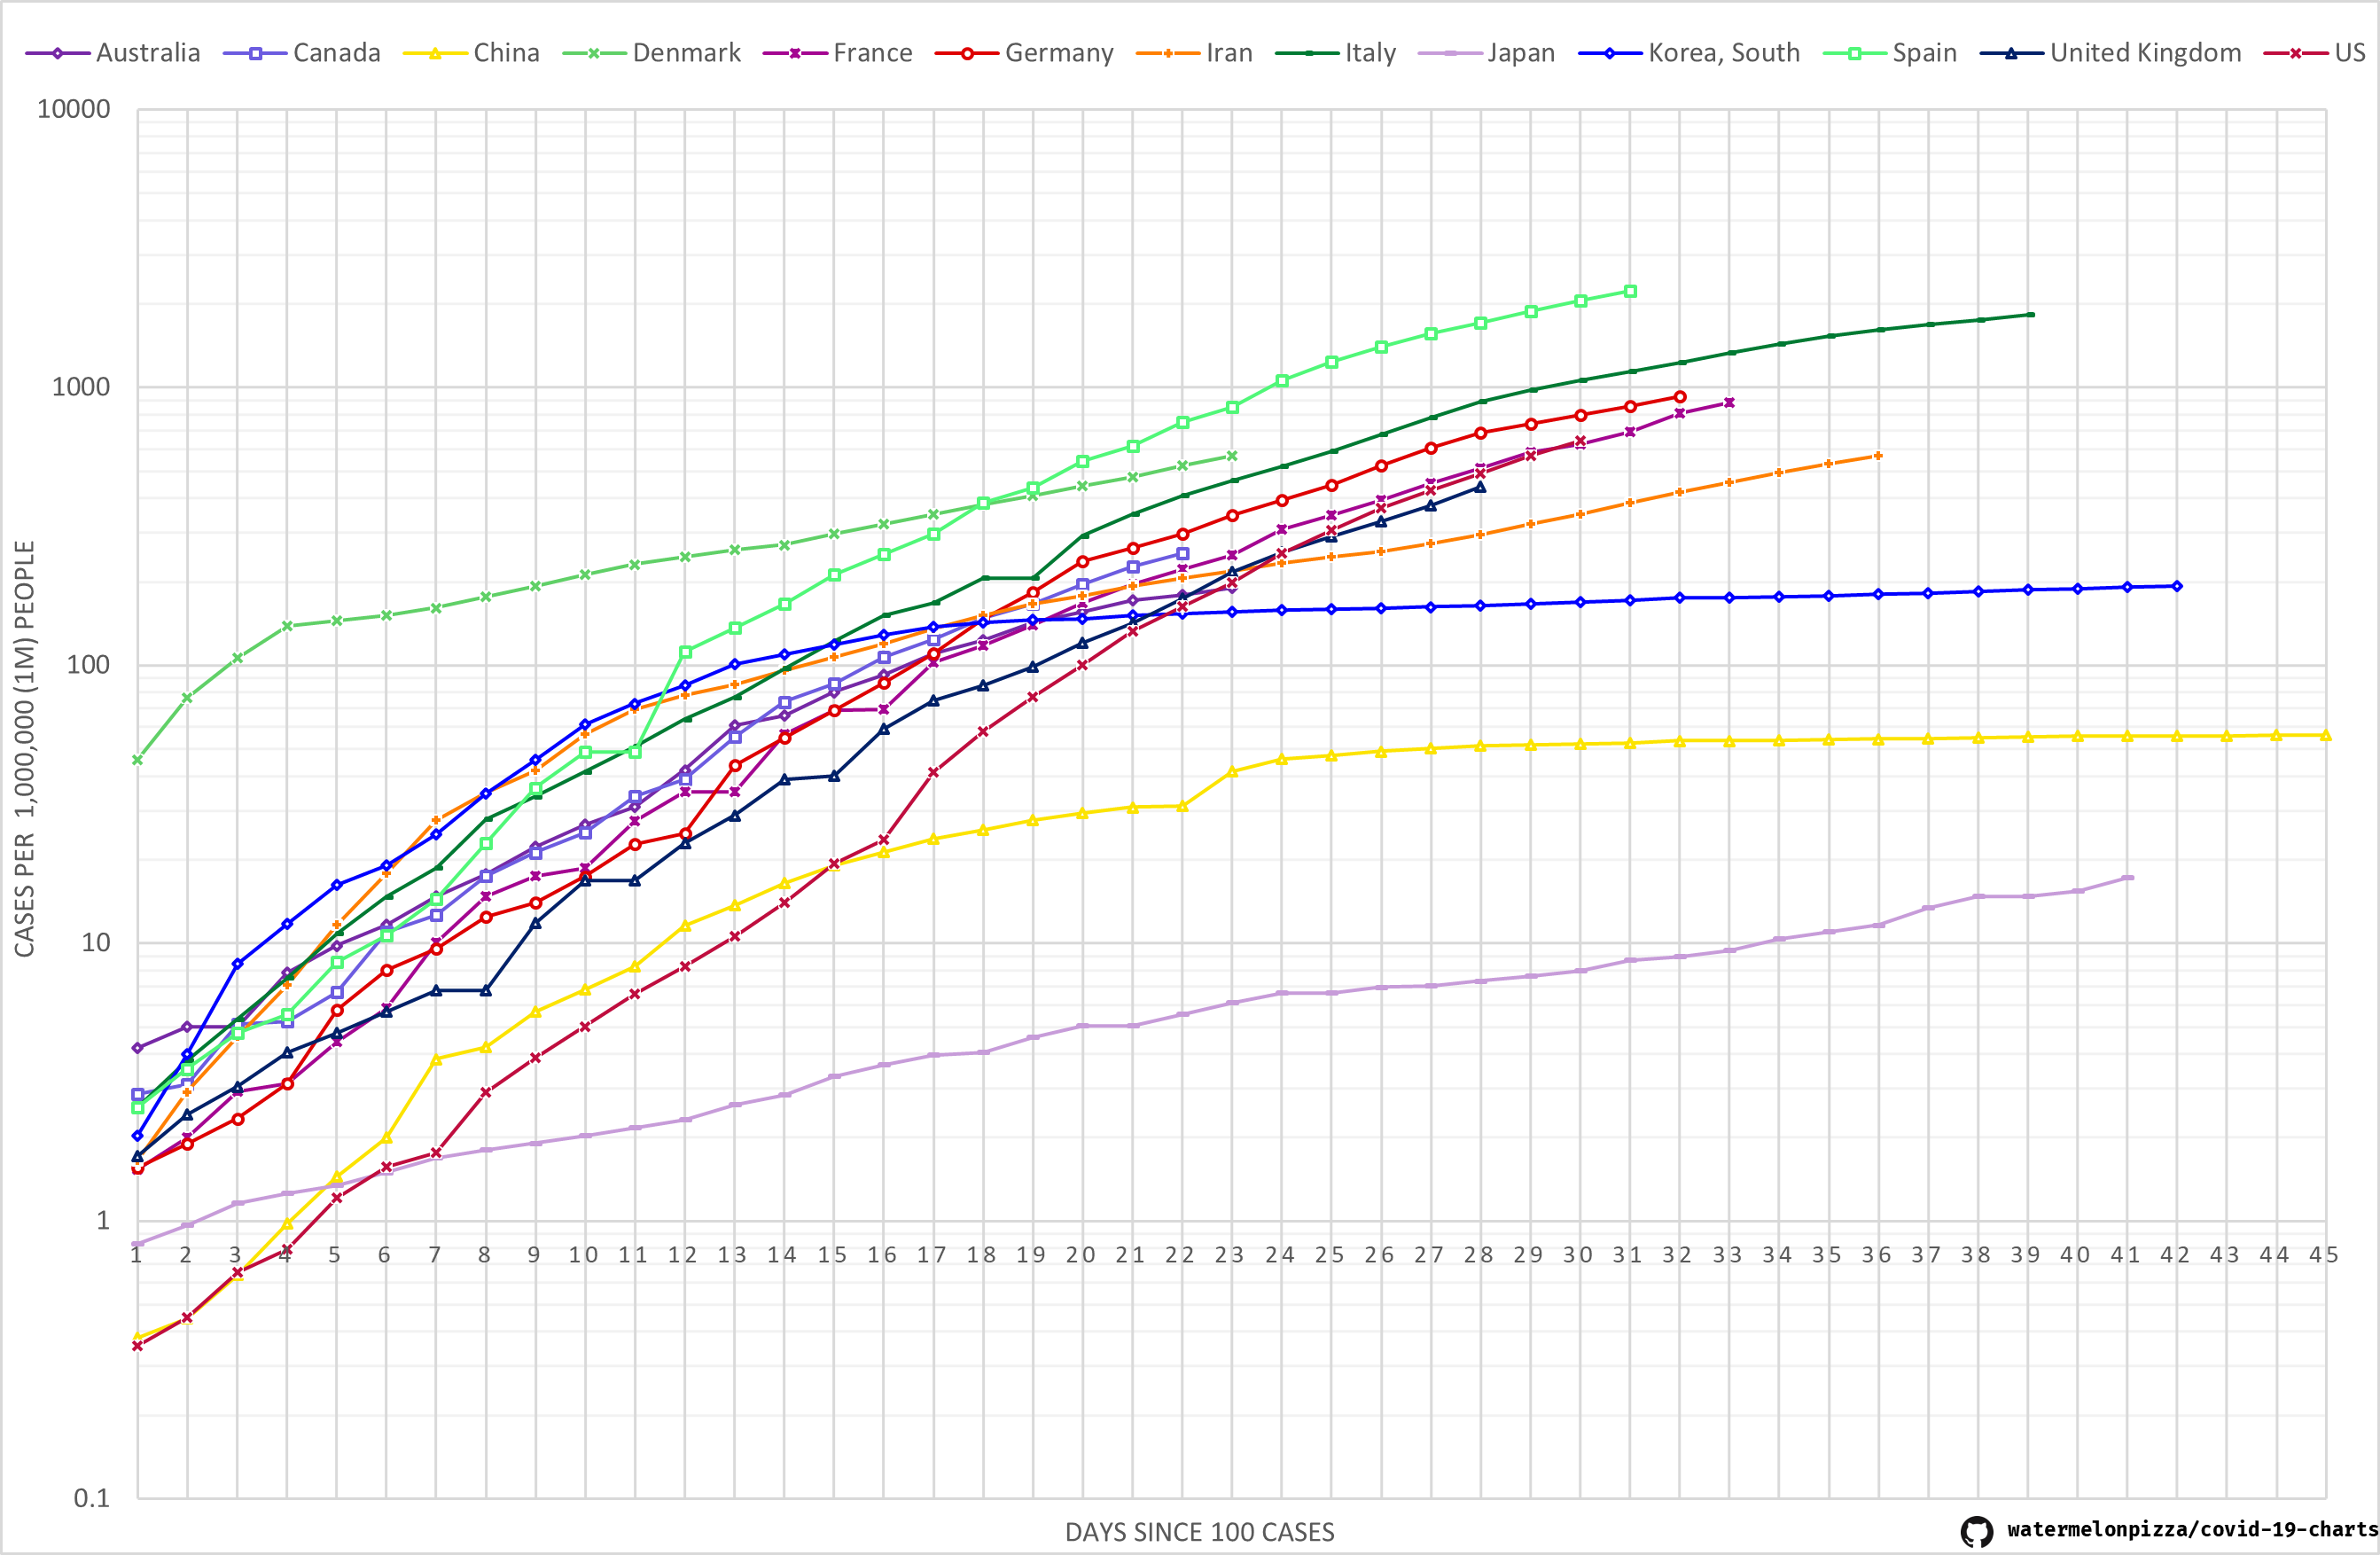 Australia Canada China Denmark France Germany Iran Italy Japan Korea, South Spain United Kingdom US
10000
1000
100
10
1
0.1
CASES PER 1,000,000 (1M) PEOPLE
1 2 3 4 5 6 7 8 9 10 11 12 13 14 15 16 17 18 19 20 21 22 23 24 25 26 27 28 29 30 31 32 33 34 35 36 37 38 39 40 41 42 43 44 45
DAYS SINCE 100 CASES
watermelonpizza/covid-19-charts